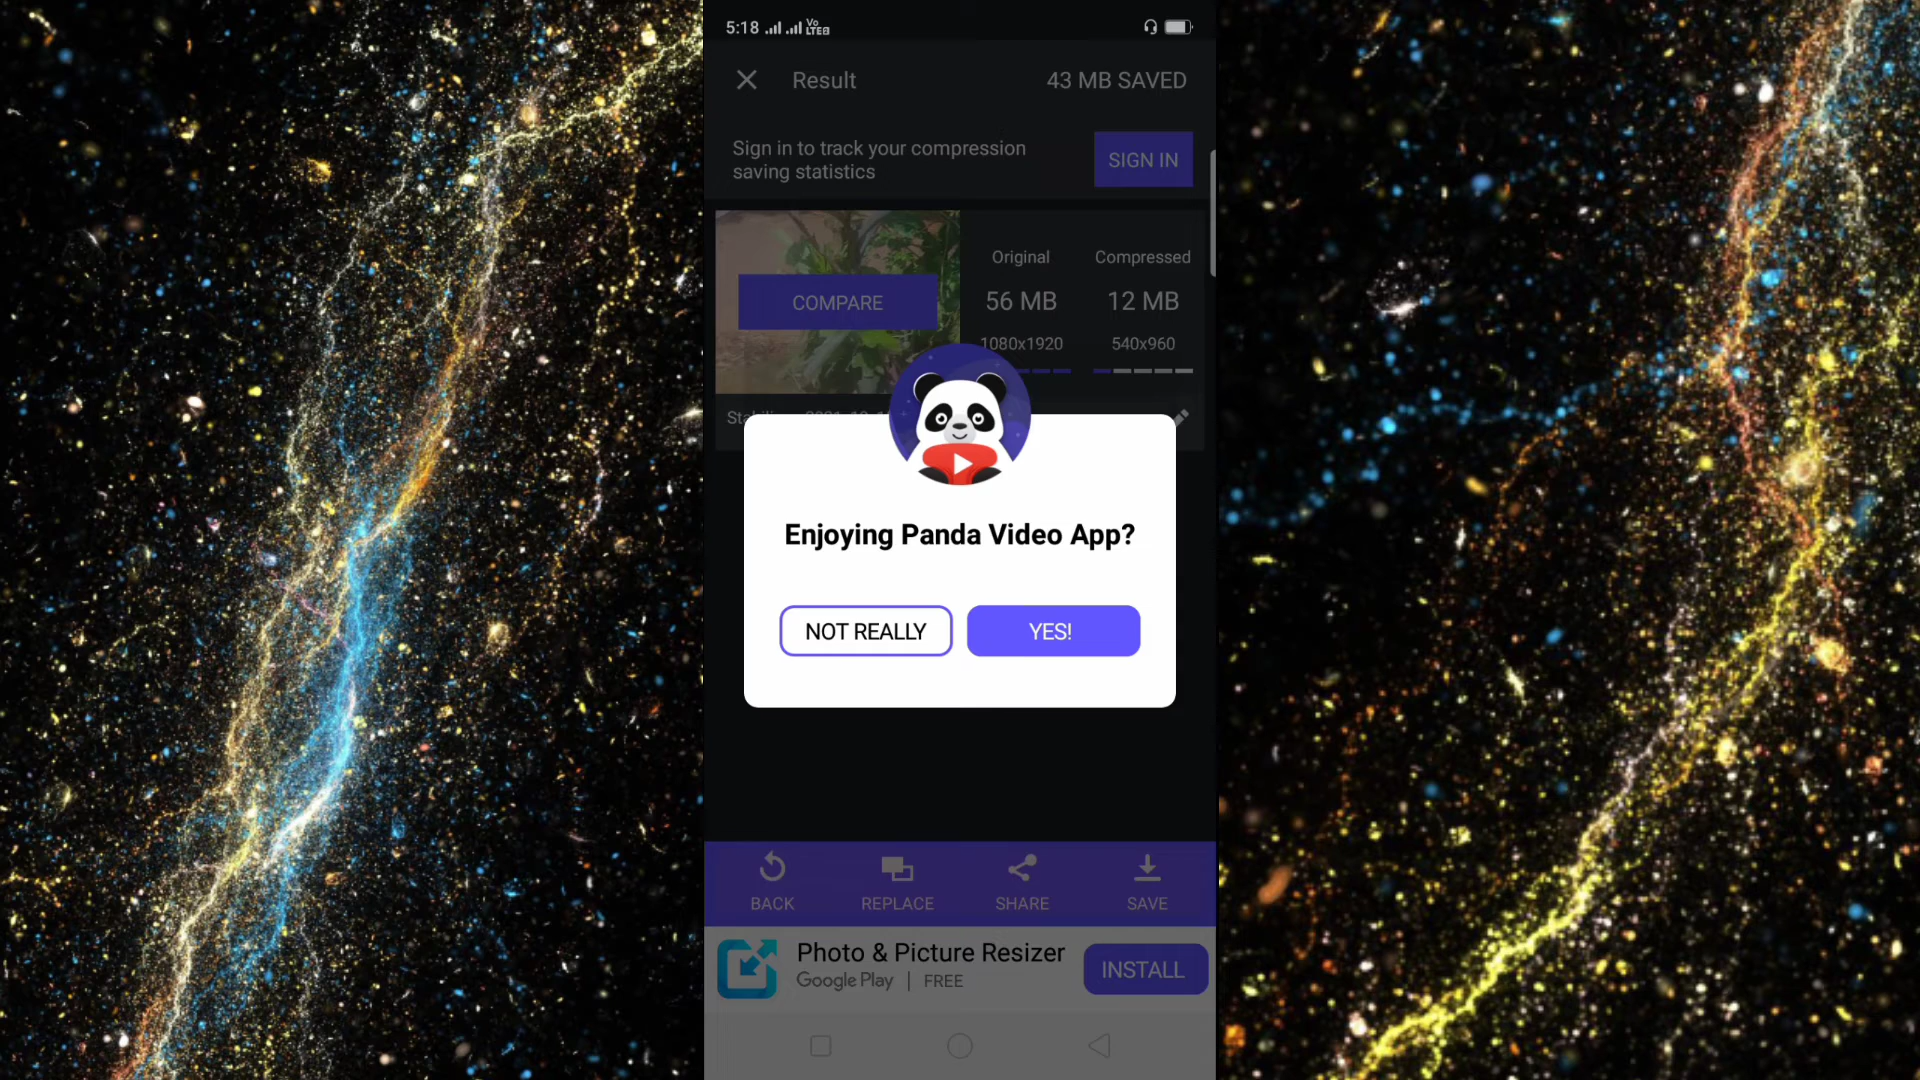 5:18 Vo LTE
Result 43 MB SAVED
Sign in to track your compression
saving statistics
SIGN IN
COMPARE
Original Compressed
56 MB 12 MB
1080x1920 540x960
Enjoying Panda Video App?
NOT REALLY YES!
BACK REPLACE SHARE SAVE
Photo & Picture Resizer
Google Play | FREE
INSTALL